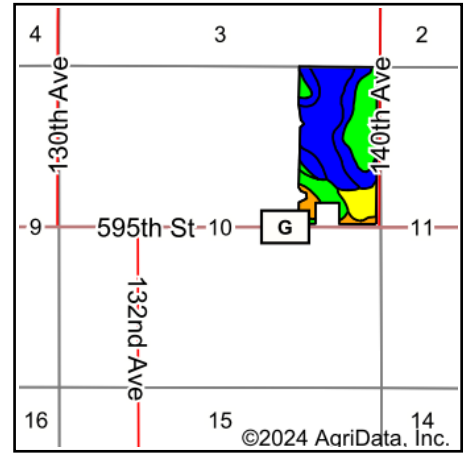 4 3 2
130th Ave
140th Ave
9 595th St 10 G 11
132nd Ave
16 15 14
©2024 AgriData, Inc.